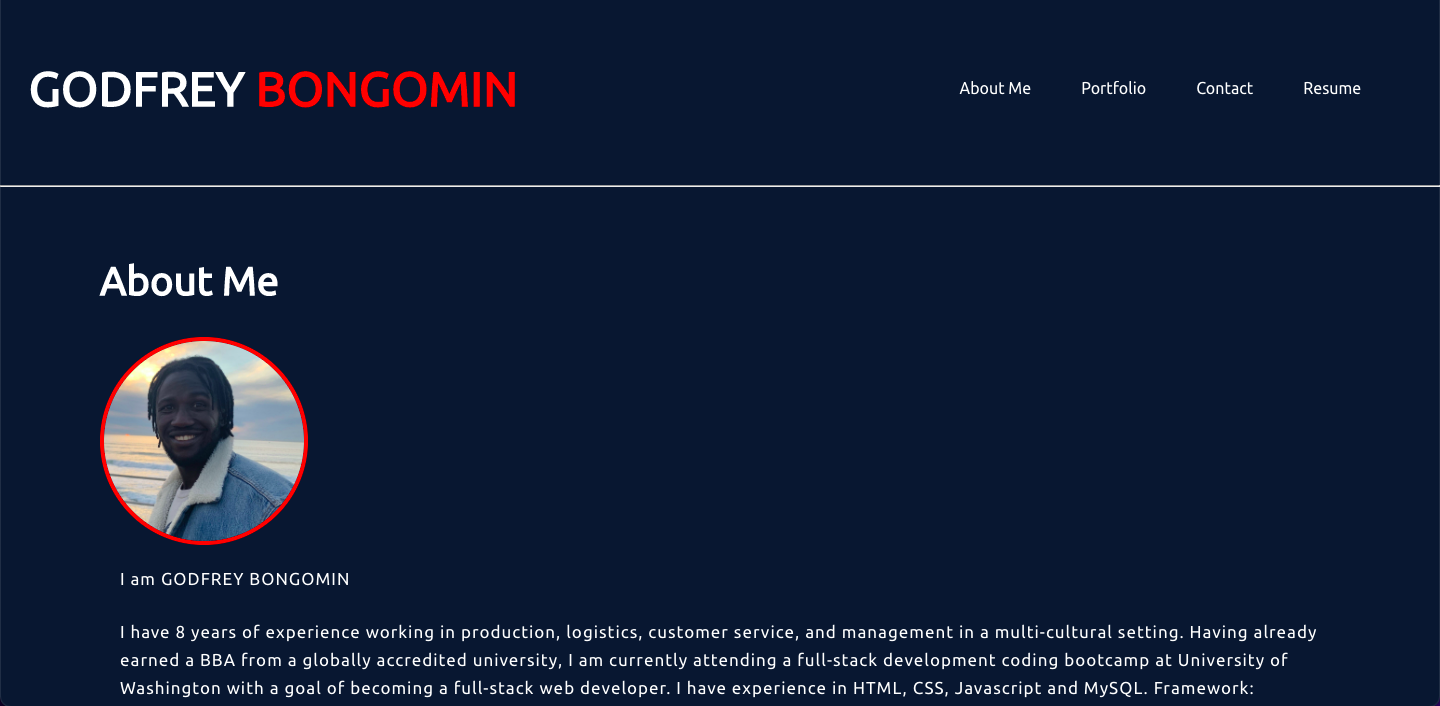 GODFREY BONGOMIN
About Me
Portfolio
Contact
Resume
About Me
I am GODFREY BONGOMIN
I have 8 years of experience working in production, logistics, customer service, and management in a multi-cultural setting. Having already
earned a BBA from a globally accredited university, I am currently attending a full-stack development coding bootcamp at University of
Washington with a goal of becoming a full-stack web developer. I have experience in HTML, CSS, Javascript and MySQL. Framework: